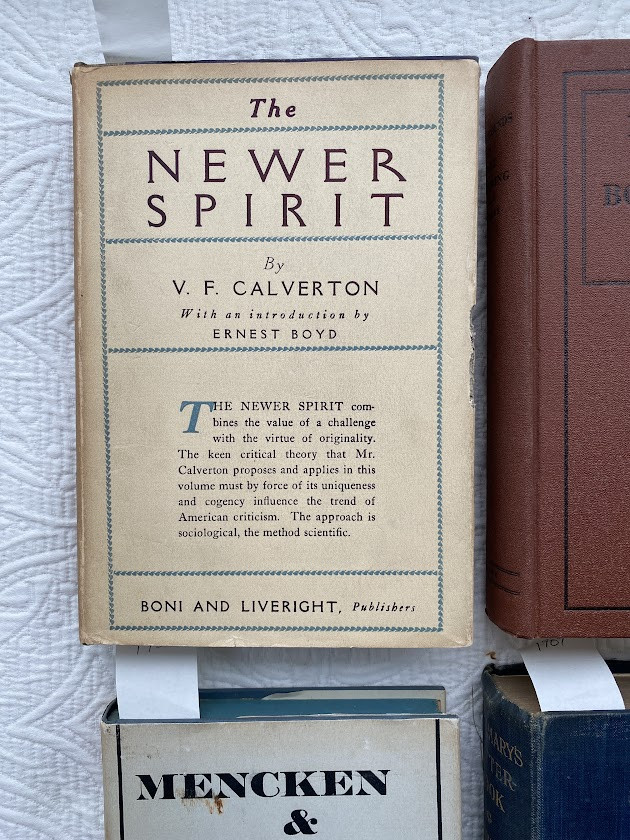 The
NEWER
SPIRIT
By
V. F. CALVERTON
With an introduction by
ERNEST BOYD
THE NEWER SPIRIT com-
bines the value of a challenge
with the virtue of originality.
The keen critical theory that Mr.
Calverton proposes and applies in this
volume must by force of its uniqueness
and cogency influence the trend of
American criticism. The approach is
sociological, the method scientific.
BONI AND LIVERIGHT, Publishers
MENCKEN
&